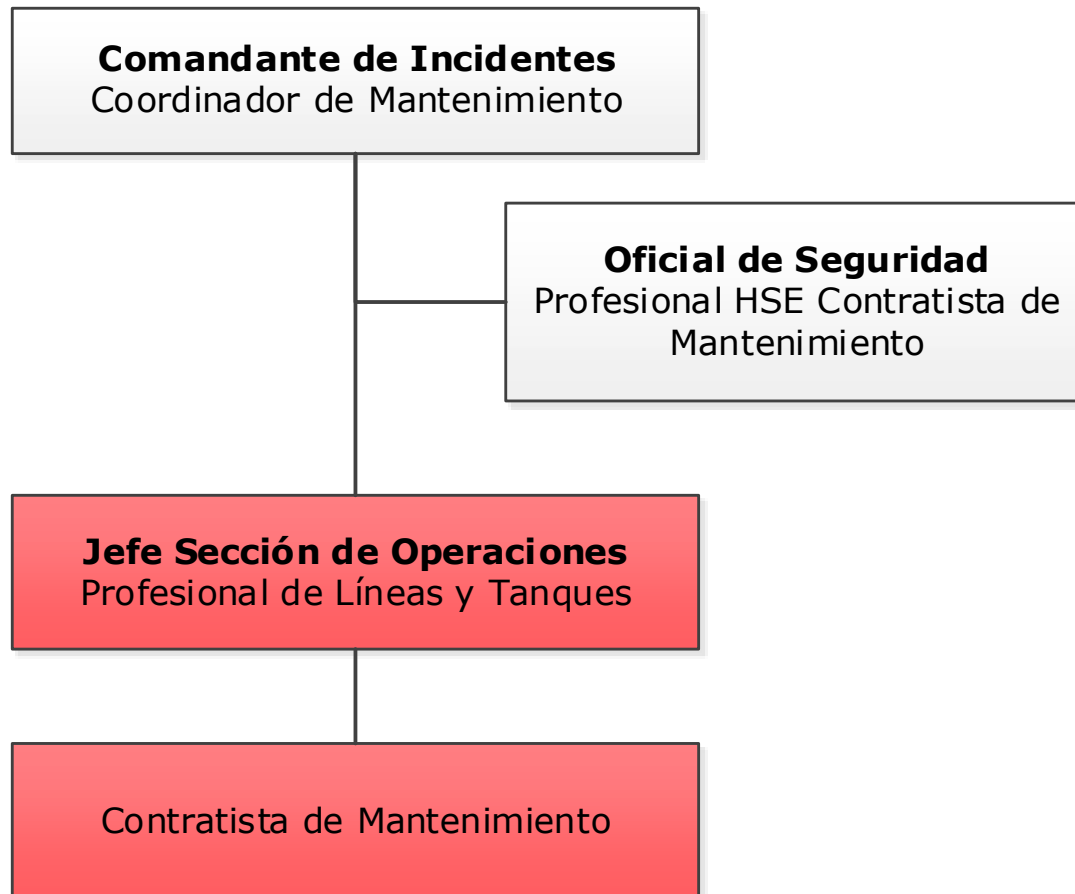 Comandante de Incidentes
Coordinador de Mantenimiento
Oficial de Seguridad
Profesional HSE Contratista de
Mantenimiento
Jefe Sección de Operaciones
Profesional de Líneas y Tanques
Contratista de Mantenimiento